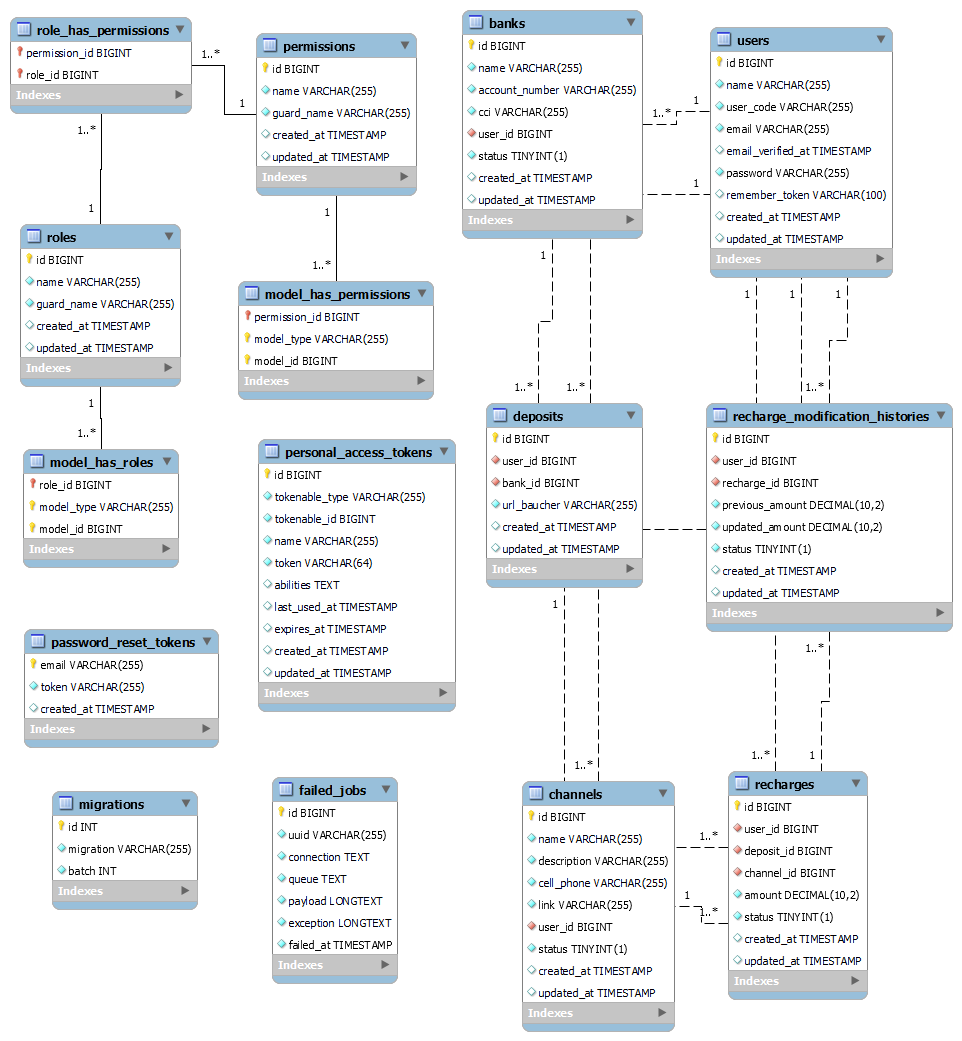 role_has_permissions
permission_id BIGINT
role_id BIGINT
Indexes
1..*
1
1..*
1
permissions
id BIGINT
name VARCHAR(255)
guard_name VARCHAR(255)
created_at TIMESTAMP
updated_at TIMESTAMP
Indexes
1
1..*
banks
id BIGINT
name VARCHAR(255)
account_number VARCHAR(255)
cci VARCHAR(255)
user_id BIGINT
status TINYINT(1)
created_at TIMESTAMP
updated_at TIMESTAMP
Indexes
1
1..*
1
users
id BIGINT
name VARCHAR(255)
user_code VARCHAR(255)
email VARCHAR(255)
email_verified_at TIMESTAMP
password VARCHAR(255)
remember_token VARCHAR(100)
created_at TIMESTAMP
updated_at TIMESTAMP
Indexes
roles
id BIGINT
name VARCHAR(255)
guard_name VARCHAR(255)
created_at TIMESTAMP
updated_at TIMESTAMP
Indexes
1
1..*
model_has_permissions
permission_id BIGINT
model_type VARCHAR(255)
model_id BIGINT
Indexes
1
1..*
1..*
1
1
1
1..*
deposits
id BIGINT
user_id BIGINT
bank_id BIGINT
url_baucher VARCHAR(255)
created_at TIMESTAMP
updated_at TIMESTAMP
Indexes
recharge_modification_histories
id BIGINT
user_id BIGINT
recharge_id BIGINT
previous_amount DECIMAL(10,2)
updated_amount DECIMAL(10,2)
status TINYINT(1)
created_at TIMESTAMP
updated_at TIMESTAMP
Indexes
model_has_roles
role_id BIGINT
model_type VARCHAR(255)
model_id BIGINT
Indexes
personal_access_tokens
id BIGINT
tokenable_type VARCHAR(255)
tokenable_id BIGINT
name VARCHAR(255)
token VARCHAR(64)
abilities TEXT
last_used_at TIMESTAMP
expires_at TIMESTAMP
created_at TIMESTAMP
updated_at TIMESTAMP
Indexes
1
1..*
1..*
1..*
1
password_reset_tokens
email VARCHAR(255)
token VARCHAR(255)
created_at TIMESTAMP
Indexes
migrations
id INT
migration VARCHAR(255)
batch INT
Indexes
failed_jobs
id BIGINT
uuid VARCHAR(255)
connection TEXT
queue TEXT
payload LONGTEXT
exception LONGTEXT
failed_at TIMESTAMP
Indexes
channels
id BIGINT
name VARCHAR(255)
description VARCHAR(255)
cell_phone VARCHAR(255)
link VARCHAR(255)
user_id BIGINT
status TINYINT(1)
created_at TIMESTAMP
updated_at TIMESTAMP
Indexes
1..*
1
1..*
recharges
id BIGINT
user_id BIGINT
deposit_id BIGINT
channel_id BIGINT
amount DECIMAL(10,2)
status TINYINT(1)
created_at TIMESTAMP
updated_at TIMESTAMP
Indexes